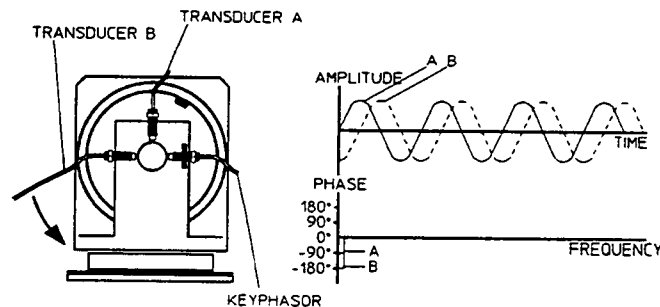 TRANSDUCER A
TRANSDUCER B
KEYPHASOR
A B
AMPLITUDE
TIME
PHASE
180°
90°
0°
-90°
-180°
A
B
FREQUENCY